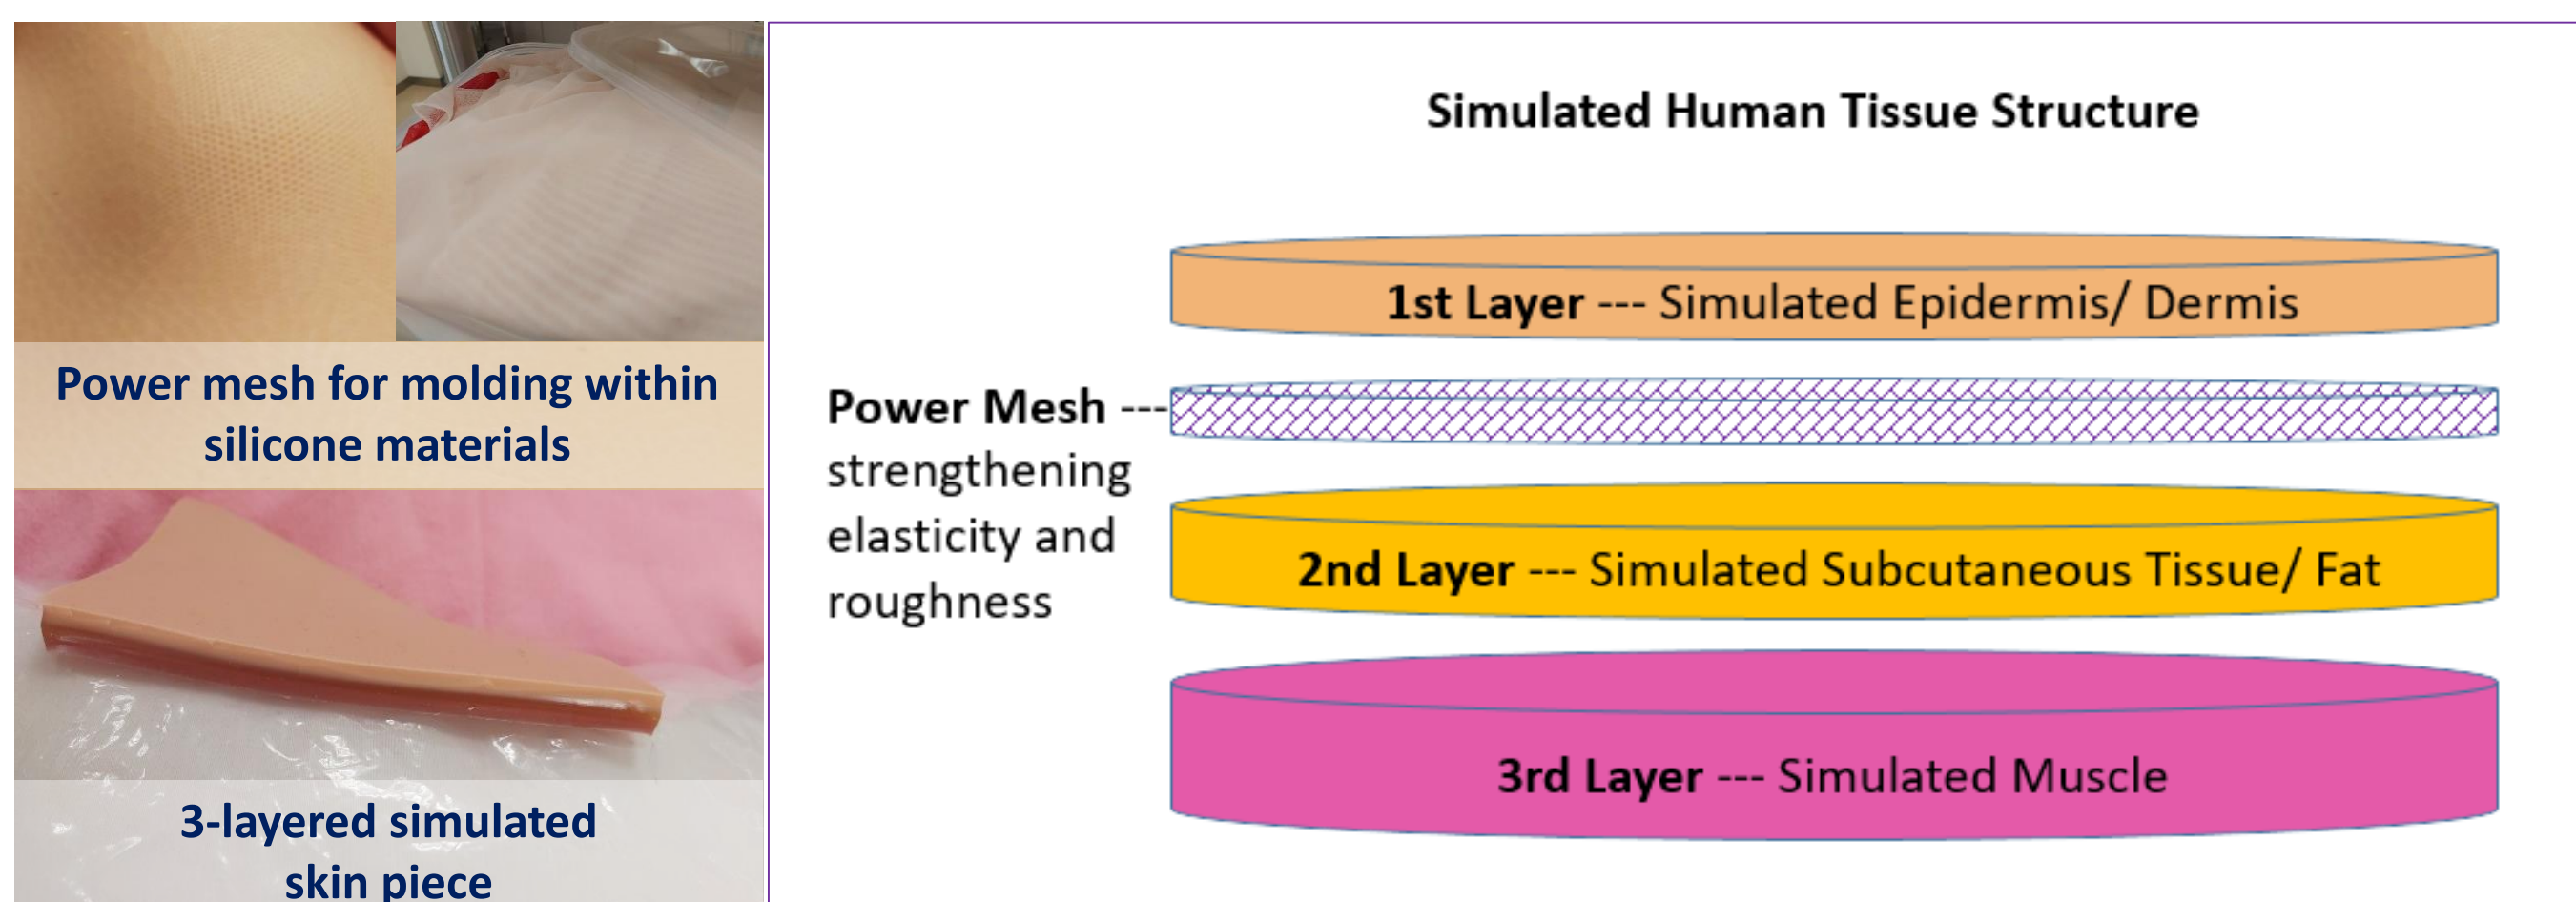 Power mesh for molding within
silicone materials
3-layered simulated
skin piece
Simulated Human Tissue Structure
1st Layer --- Simulated Epidermis/ Dermis
Power Mesh ---
strengthening
elasticity and
roughness
2nd Layer --- Simulated Subcutaneous Tissue/ Fat
3rd Layer --- Simulated Muscle